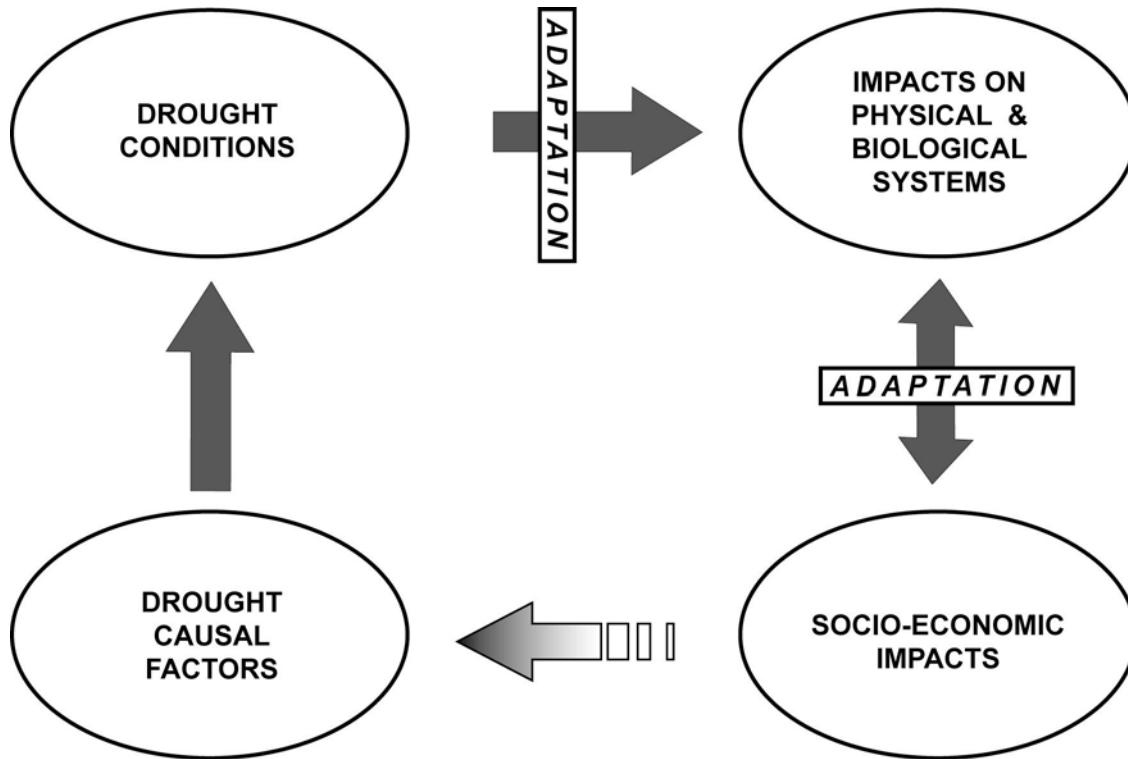 DROUGHT
CONDITIONS
ADAPTATION
IMPACTS ON
PHYSICAL &
BIOLOGICAL
SYSTEMS
ADAPTATION
DROUGHT
CAUSAL
FACTORS
SOCIO-ECONOMIC
IMPACTS